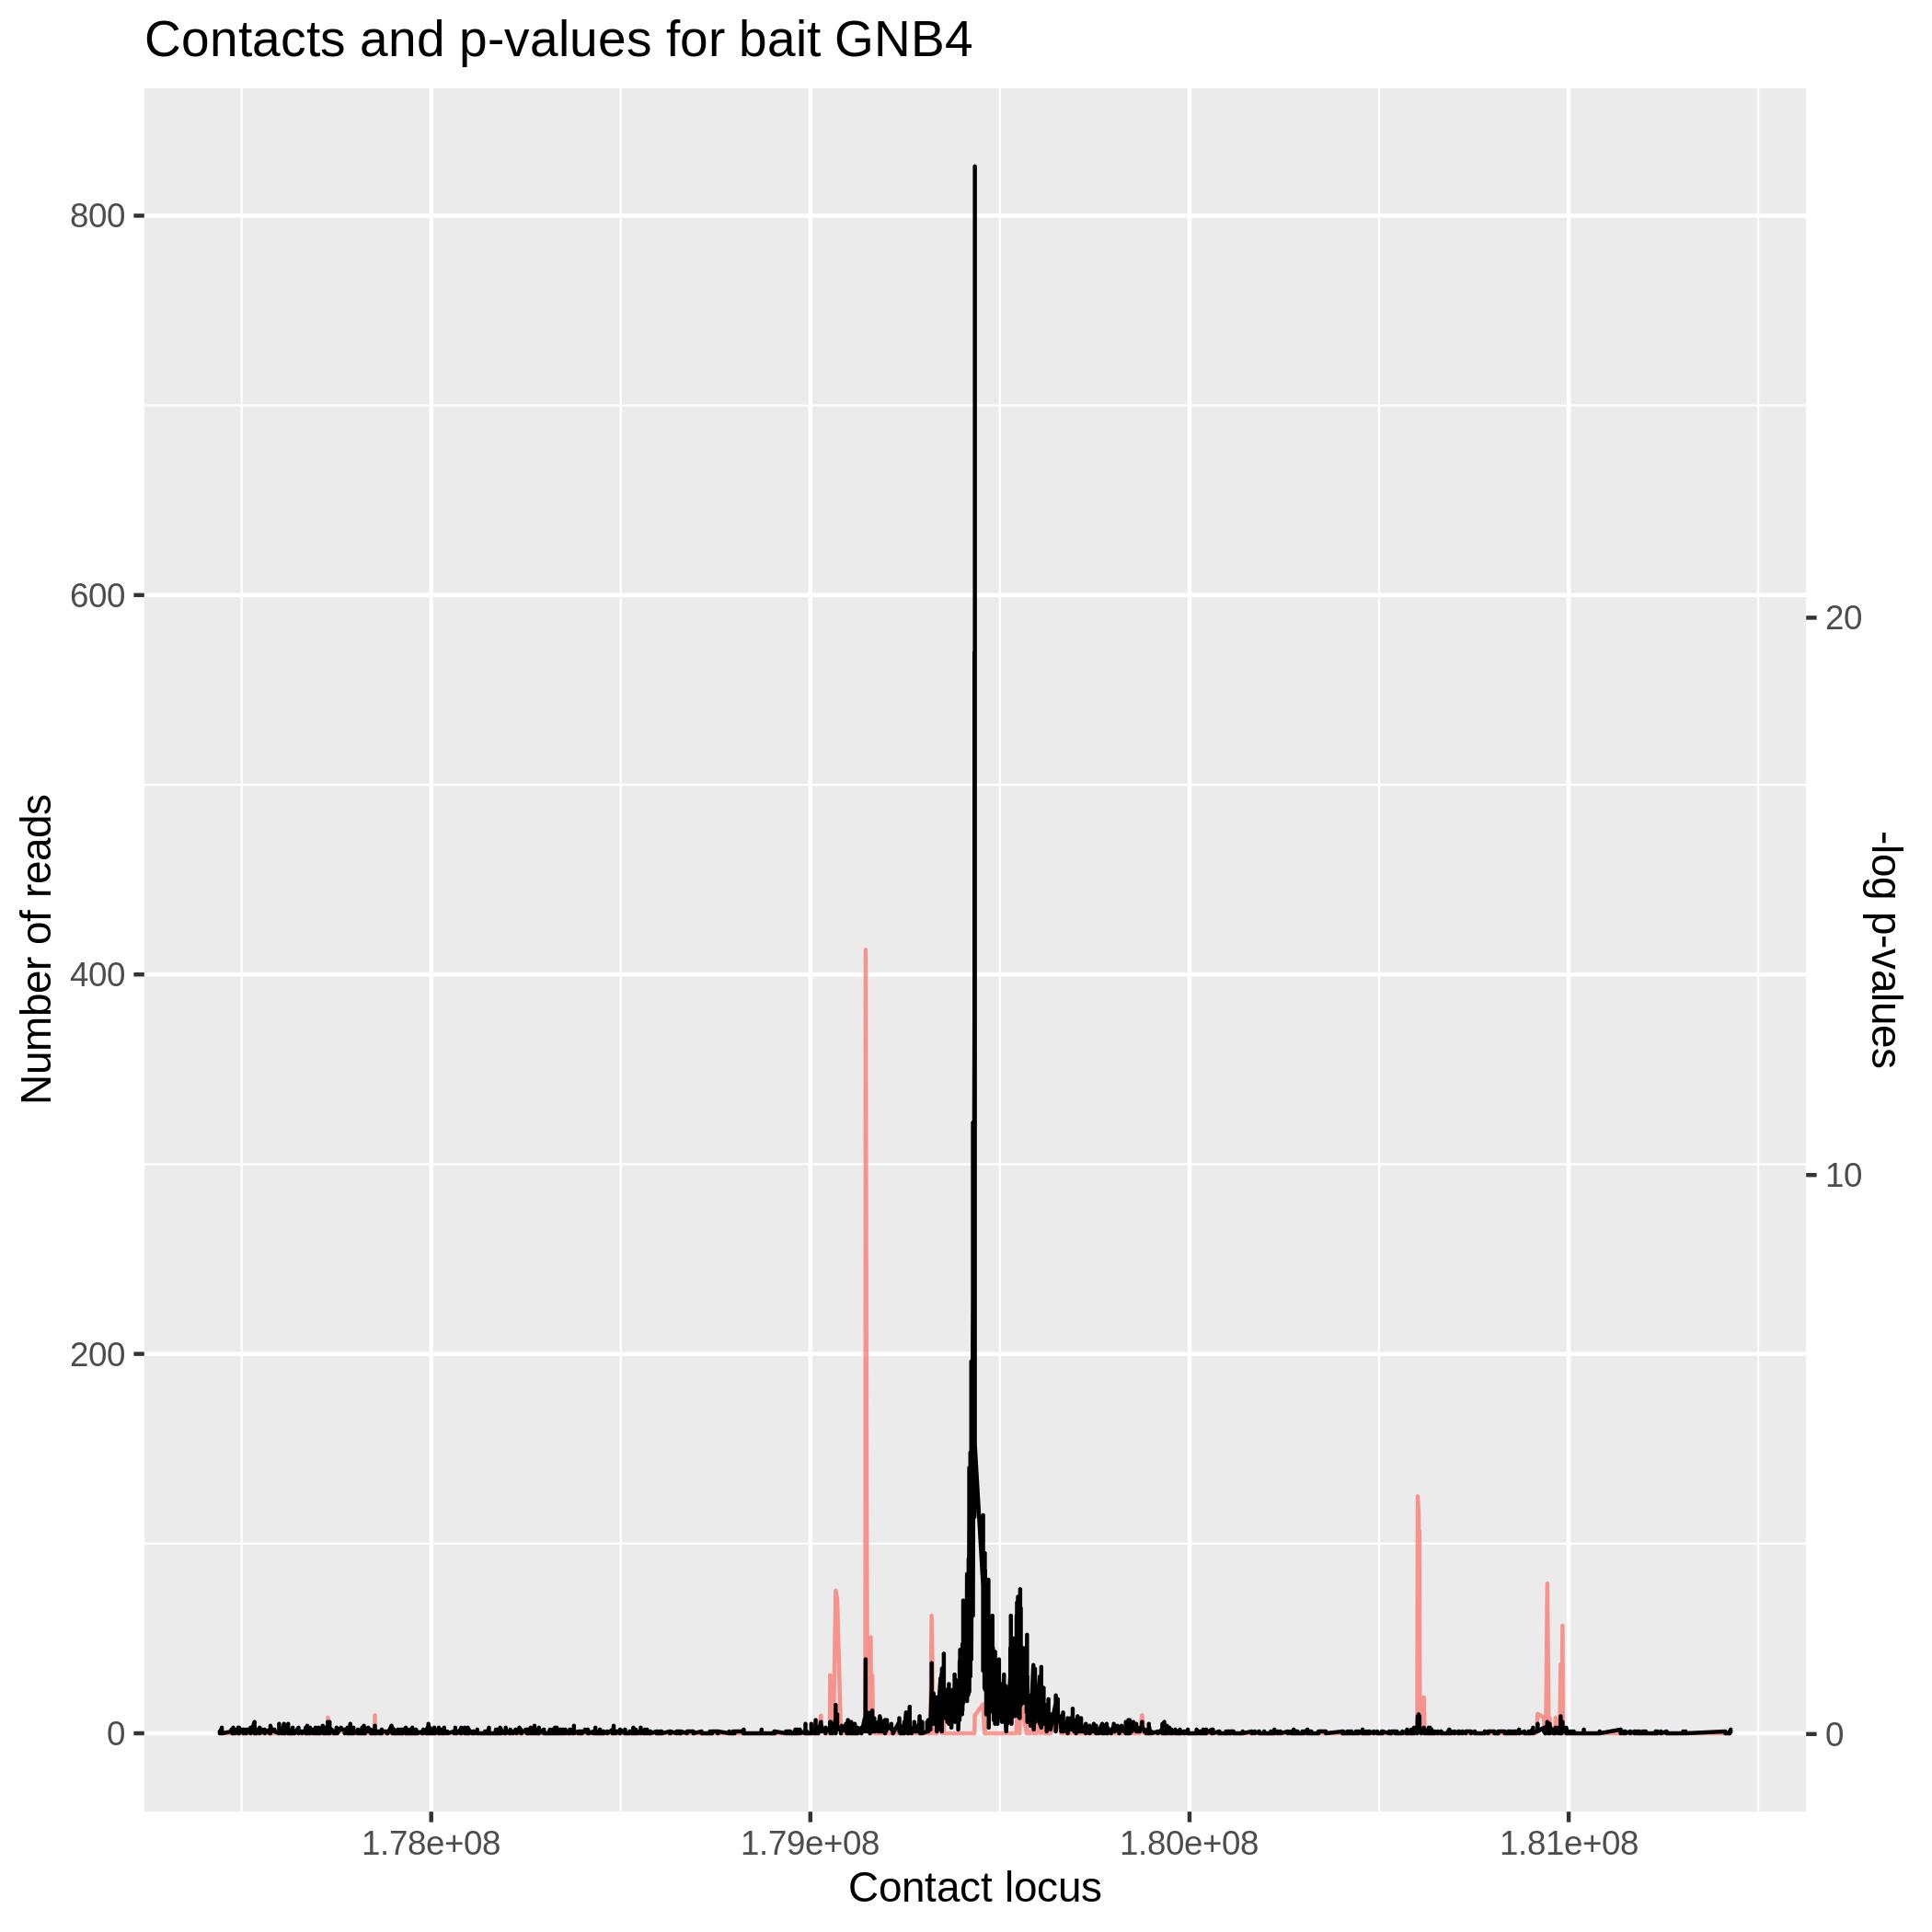 Contacts and p-values for bait GNB4
800
600
400
200
0
Number of reads
20
10
0
-log p-values
1.78e+08
1.79e+08
1.80e+08
1.81e+08
Contact locus